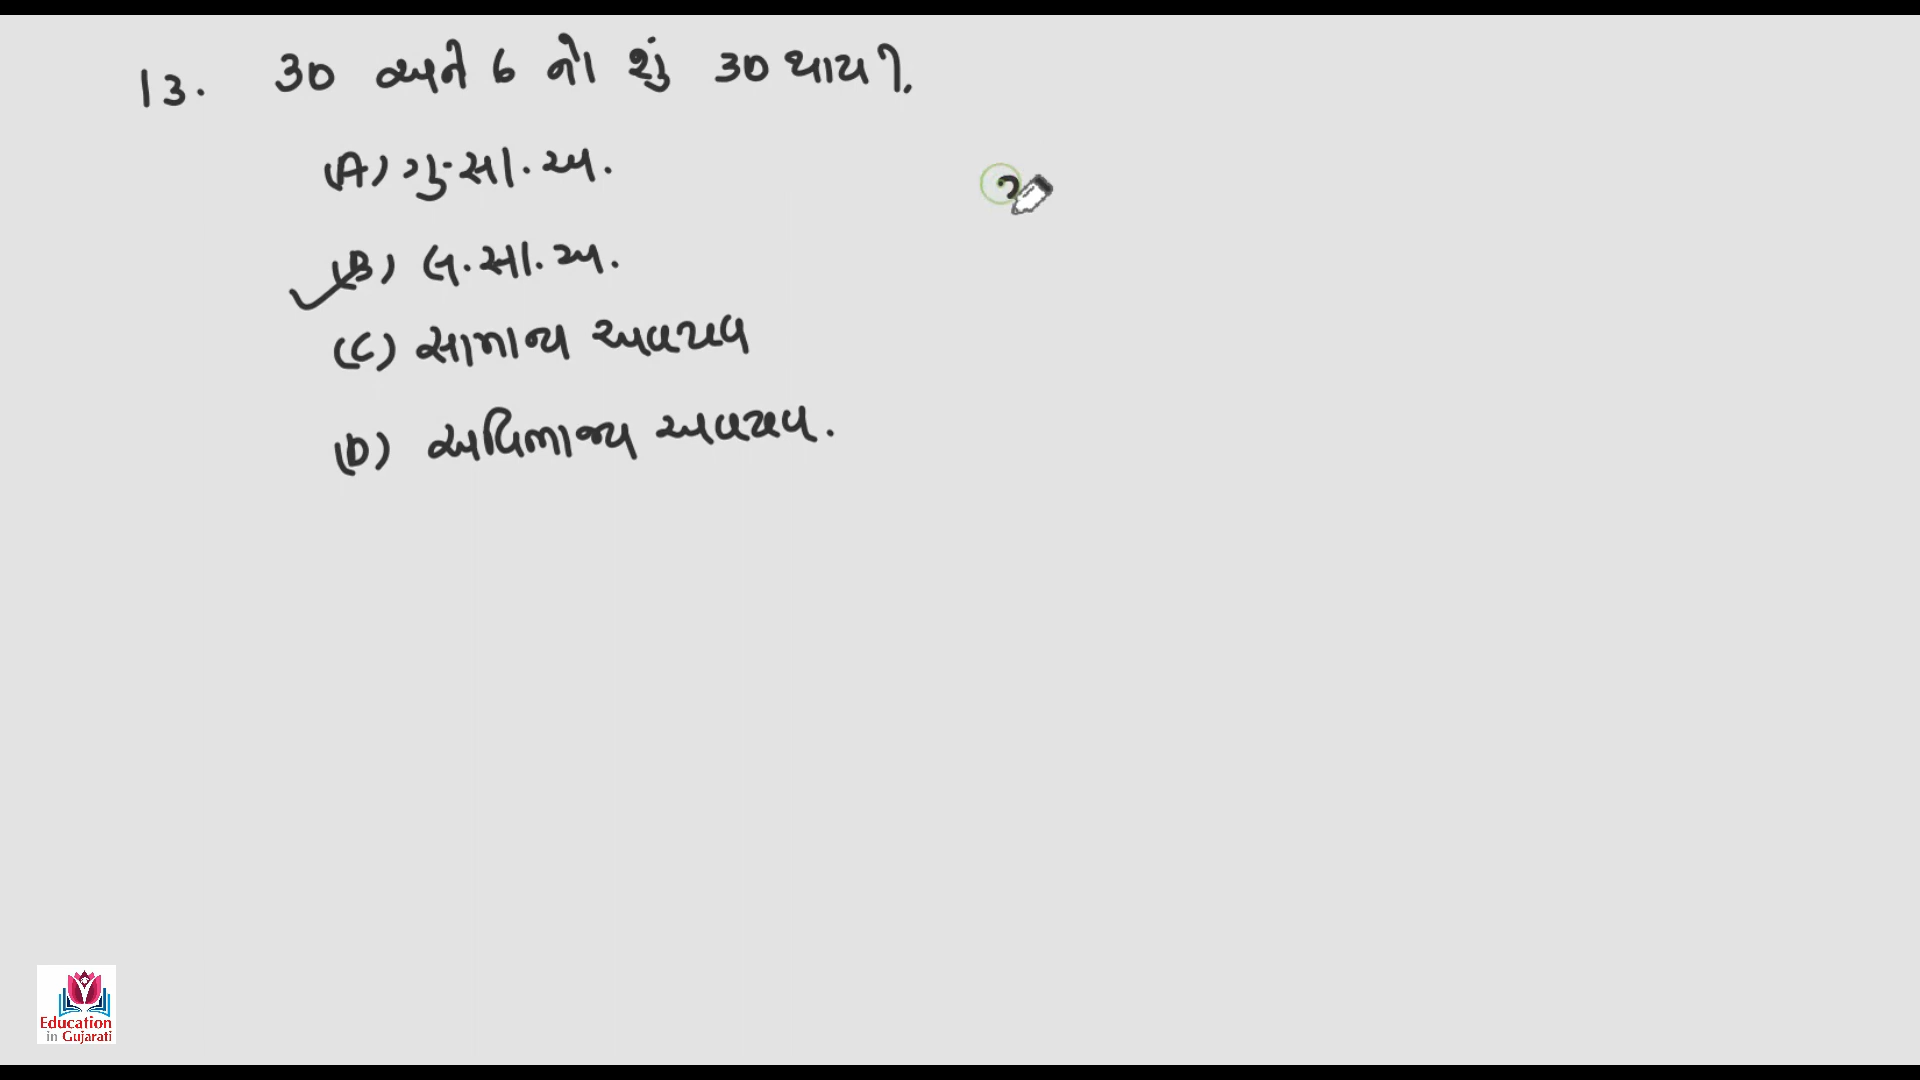 13. 30 અને 6 નો શું 30 થાય ?.
(A) ગુ.સા.અ.
(B) લ.સા.અ.
(C) સામાન્ય અવયવ
(D) અવિભાજ્ય અવયવ.
Education
in Gujarati